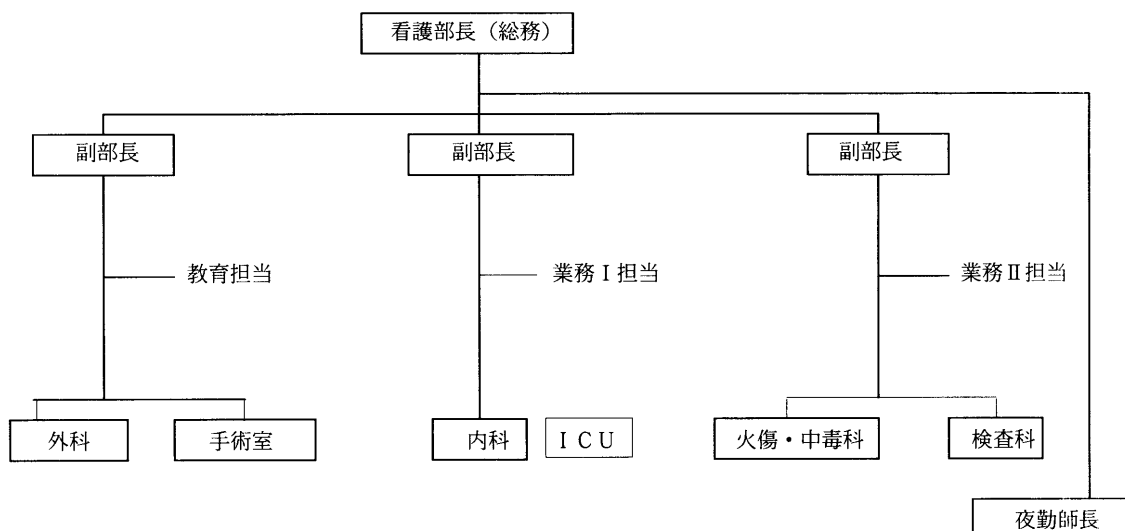 看護部長（総務）
副部長
副部長
副部長
教育担当
業務Ⅰ担当
業務Ⅱ担当
外科
手術室
内科
ＩＣＵ
火傷・中毒科
検査科
夜勤師長